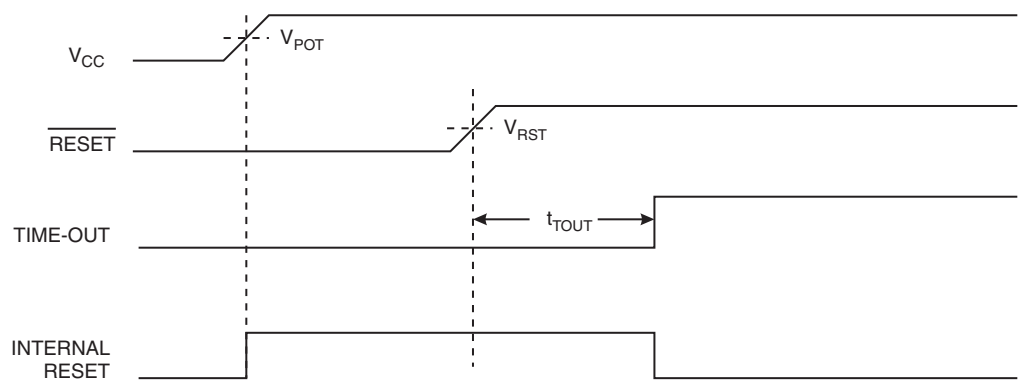 V_CC
V_POT
RESET
V_RST
TIME-OUT
t_TOUT
INTERNAL
RESET